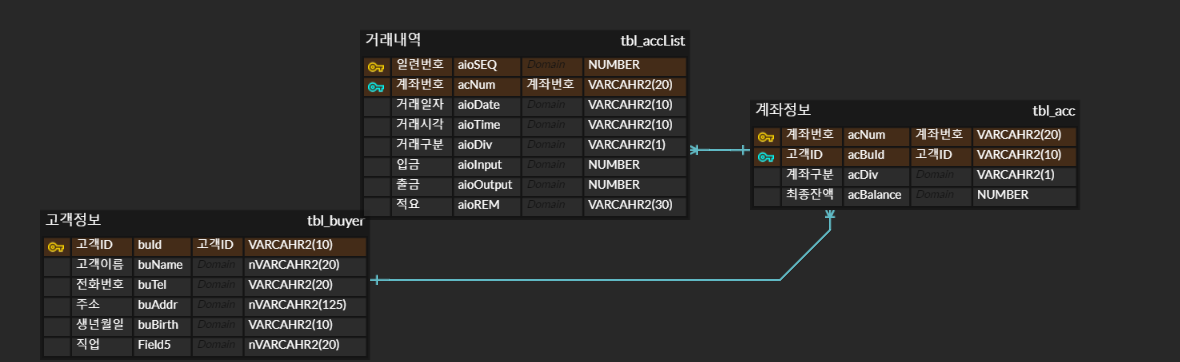 거래내역 tbl_accList
일련번호 aioSEQ Domain NUMBER
계좌번호 acNum 계좌번호 VARCAHR2(20)
거래일자 aioDate Domain VARCAHR2(10)
거래시각 aioTime Domain VARCAHR2(10)
거래구분 aioDiv Domain VARCAHR2(1)
입금 aioInput Domain NUMBER
출금 aioOutput Domain NUMBER
적요 aioREM Domain VARCAHR2(30)
계좌정보 tbl_acc
계좌번호 acNum 계좌번호 VARCAHR2(20)
고객ID acBuId 고객ID VARCAHR2(10)
계좌구분 acDiv Domain VARCAHR2(1)
최종잔액 acBalance Domain NUMBER
고객정보 tbl_buyer
고객ID buId 고객ID VARCAHR2(10)
고객이름 buName Domain nVARCAHR2(20)
전화번호 buTel Domain VARCAHR2(20)
주소 buAddr Domain nVARCAHR2(125)
생년월일 buBirth Domain VARCAHR2(10)
직업 Field5 Domain nVARCAHR2(20)